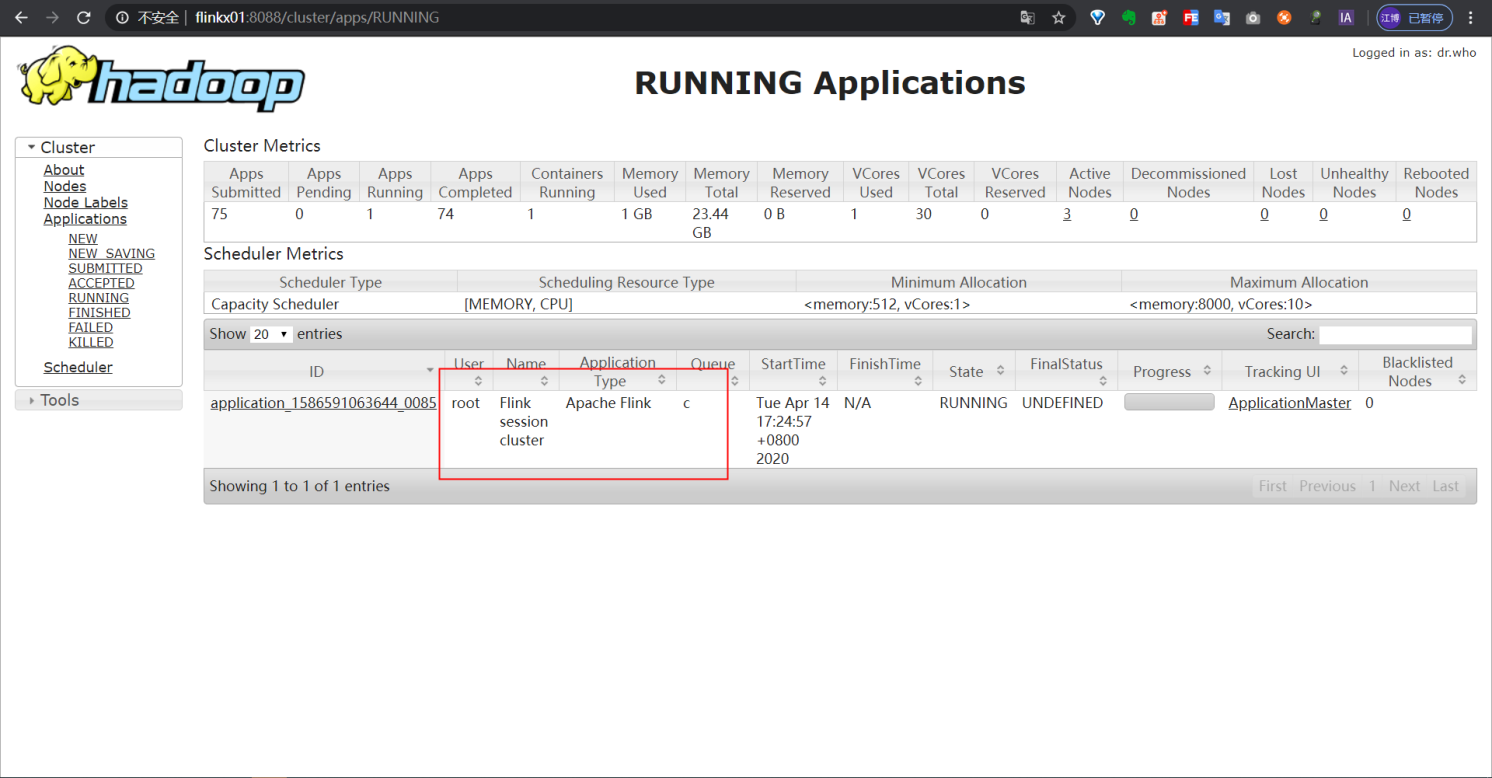 不安全 | flinkx01:8088/cluster/apps/RUNNING
FE
IA
江博 已暂停
hadoop
RUNNING Applications
Logged in as: dr.who
Cluster
About
Nodes
Node Labels
Applications
NEW
NEW_SAVING
SUBMITTED
ACCEPTED
RUNNING
FINISHED
FAILED
KILLED
Scheduler
Tools
Cluster Metrics
Apps Submitted Apps Pending Apps Running Apps Completed Containers Running Memory Used Memory Total Memory Reserved VCores Used VCores Total VCores Reserved Active Nodes Decommissioned Nodes Lost Nodes Unhealthy Nodes Rebooted Nodes
75 0 1 74 1 1 GB 23.44 GB 0 B 1 30 0 3 0 0 0 0
Scheduler Metrics
Scheduler Type Scheduling Resource Type Minimum Allocation Maximum Allocation
Capacity Scheduler [MEMORY, CPU] <memory:512, vCores:1> <memory:8000, vCores:10>
Show 20 entries Search:
ID User Name Application Type Queue StartTime FinishTime State FinalStatus Progress Tracking UI Blacklisted Nodes
application_1586591063644_0085 root Flink session cluster Apache Flink c Tue Apr 14 17:24:57 +0800 2020 N/A RUNNING UNDEFINED ApplicationMaster 0
Showing 1 to 1 of 1 entries First Previous 1 Next Last